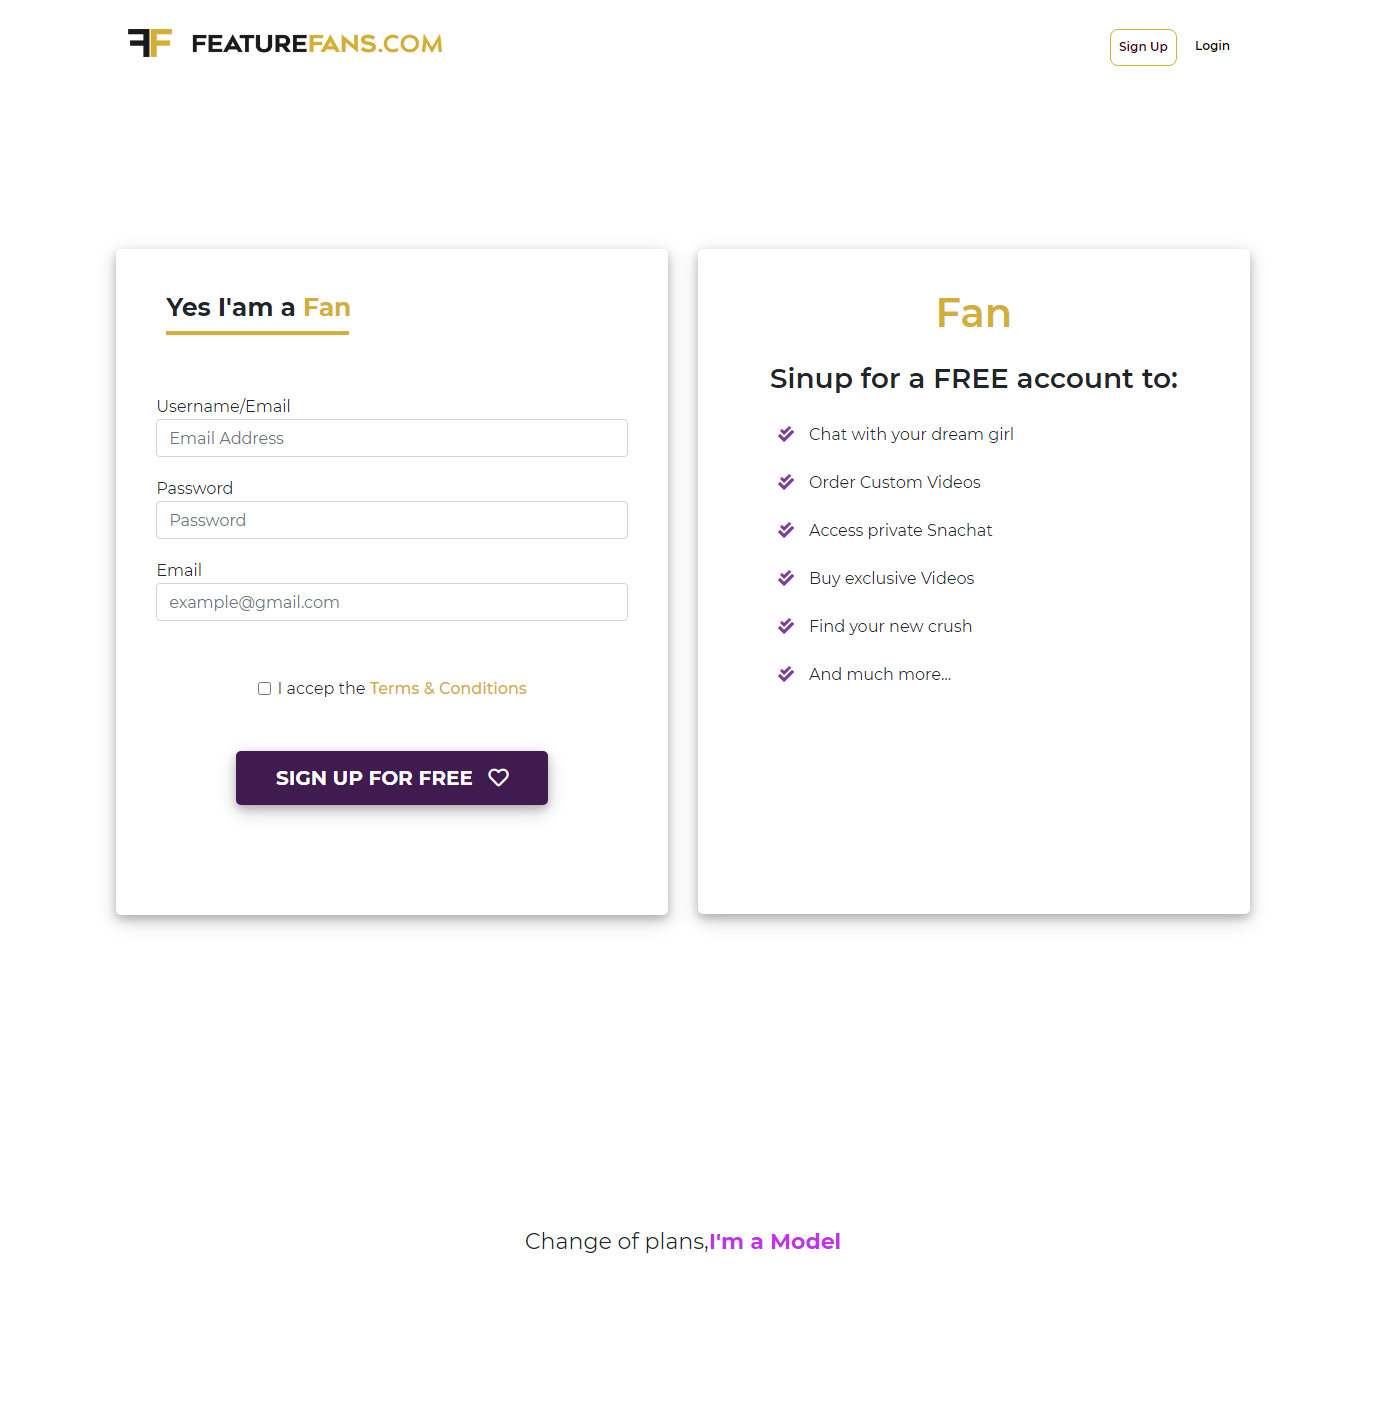 FF FEATUREFANS.COM
Sign Up
Login
Yes I'am a Fan
Username/Email
Email Address
Password
Password
Email
example@gmail.com
I accep the Terms & Conditions
SIGN UP FOR FREE
Fan
Sinup for a FREE account to:
Chat with your dream girl
Order Custom Videos
Access private Snachat
Buy exclusive Videos
Find your new crush
And much more...
Change of plans,I'm a Model